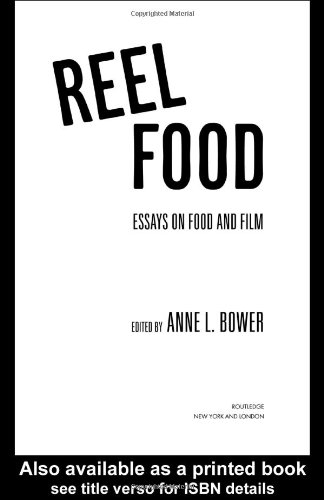 Copyrighted Material
REEL
FOOD
ESSAYS ON FOOD AND FILM
EDITED BY ANNE L. BOWER
ROUTLEDGE
NEW YORK AND LONDON
Also available as a printed book
see title verso for ISBN details